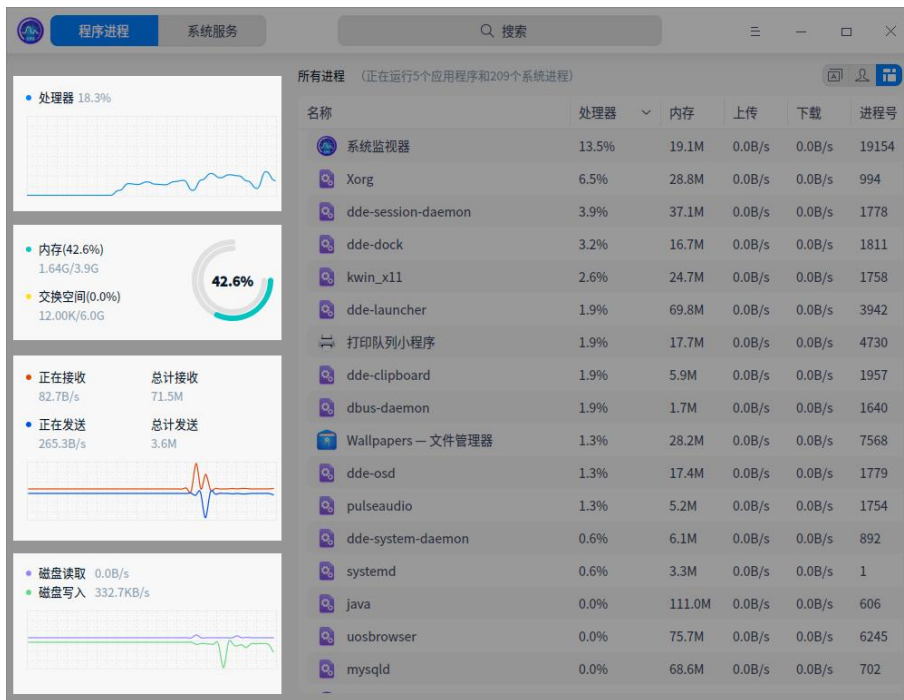 程序进程 系统服务 搜索
处理器 18.3%
内存(42.6%)
1.64G/3.9G
交换空间(0.0%)
12.00K/6.0G
42.6%
正在接收 总计接收
82.7B/s 71.5M
正在发送 总计发送
265.3B/s 3.6M
磁盘读取 0.0B/s
磁盘写入 332.7KB/s
所有进程 (正在运行5个应用程序和209个系统进程)
名称 处理器 内存 上传 下载 进程号
系统监视器 13.5% 19.1M 0.0B/s 0.0B/s 19154
Xorg 6.5% 28.8M 0.0B/s 0.0B/s 994
dde-session-daemon 3.9% 37.1M 0.0B/s 0.0B/s 1778
dde-dock 3.2% 16.7M 0.0B/s 0.0B/s 1811
kwin_x11 2.6% 24.7M 0.0B/s 0.0B/s 1758
dde-launcher 1.9% 69.8M 0.0B/s 0.0B/s 3942
打印队列小程序 1.9% 17.7M 0.0B/s 0.0B/s 4730
dde-clipboard 1.9% 5.9M 0.0B/s 0.0B/s 1957
dbus-daemon 1.9% 1.7M 0.0B/s 0.0B/s 1640
Wallpapers — 文件管理器 1.3% 28.2M 0.0B/s 0.0B/s 7568
dde-osd 1.3% 17.4M 0.0B/s 0.0B/s 1779
pulseaudio 1.3% 5.2M 0.0B/s 0.0B/s 1754
dde-system-daemon 0.6% 6.1M 0.0B/s 0.0B/s 892
systemd 0.6% 3.3M 0.0B/s 0.0B/s 1
java 0.0% 111.0M 0.0B/s 0.0B/s 606
uosbrowser 0.0% 75.7M 0.0B/s 0.0B/s 6245
mysqld 0.0% 68.6M 0.0B/s 0.0B/s 702